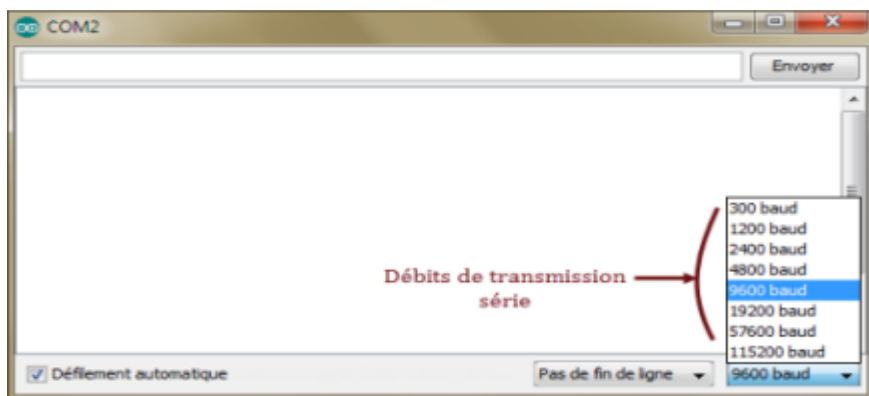 COM2
Envoyer
300 baud
1200 baud
2400 baud
4800 baud
9600 baud
19200 baud
57600 baud
115200 baud
Débits de transmission
série
Défilement automatique
Pas de fin de ligne
9600 baud